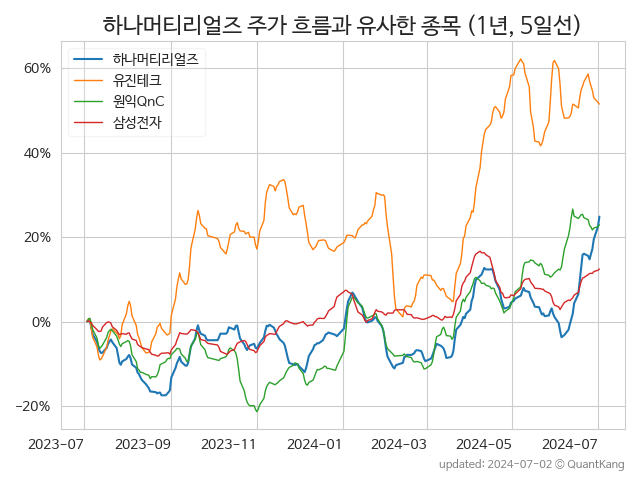 하나머티리얼즈 주가 흐름과 유사한 종목 (1년, 5일선)
하나머티리얼즈
유진테크
원익QnC
삼성전자
60%
40%
20%
0%
−20%
2023-07
2023-09
2023-11
2024-01
2024-03
2024-05
2024-07
updated: 2024-07-02 © QuantKang